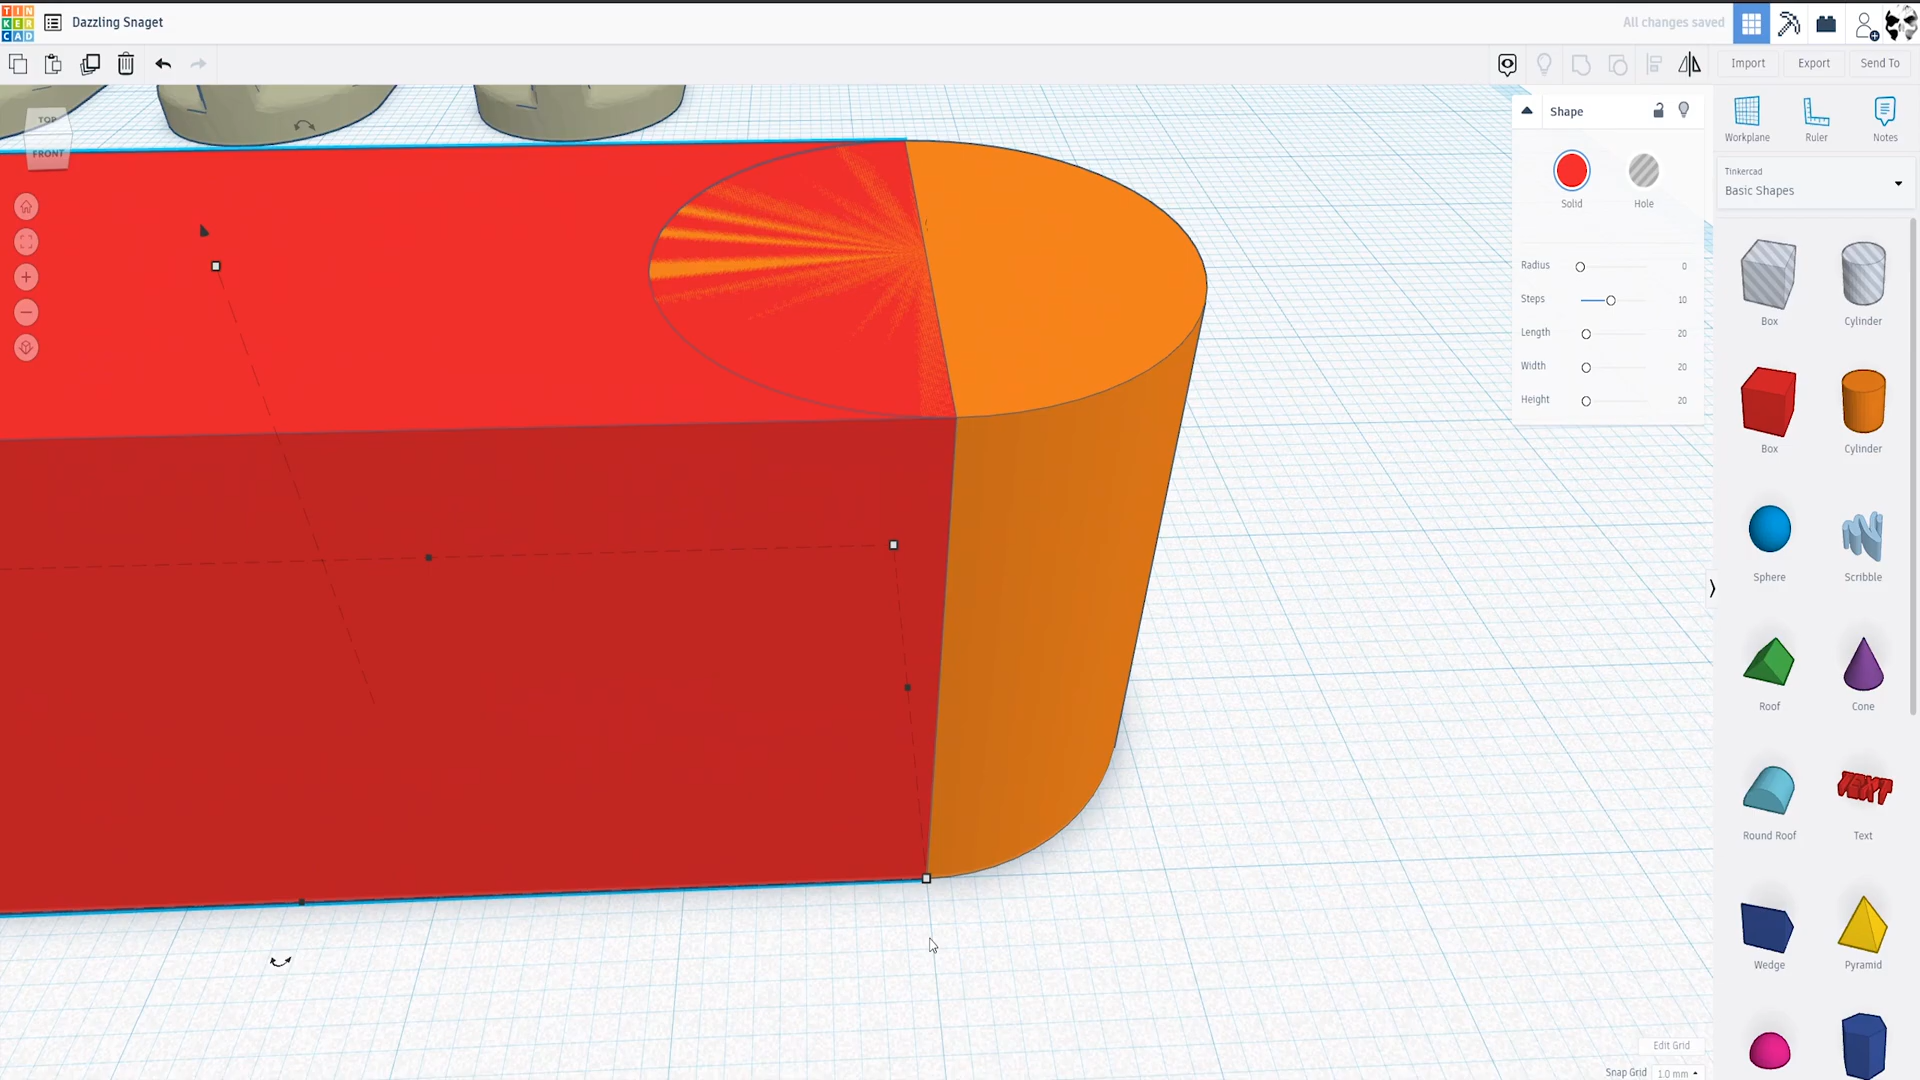 TIN
KER
CAD
Dazzling Snaget
All changes saved
Import
Export
Send To
TOP
FRONT
Shape
Solid
Hole
Radius 0
Steps 10
Length 20
Width 20
Height 20
Workplane
Ruler
Notes
Tinkercad
Basic Shapes
Box
Cylinder
Box
Cylinder
Sphere
Scribble
Roof
Cone
Round Roof
TEXT
Text
Wedge
Pyramid
Edit Grid
Snap Grid 1.0 mm